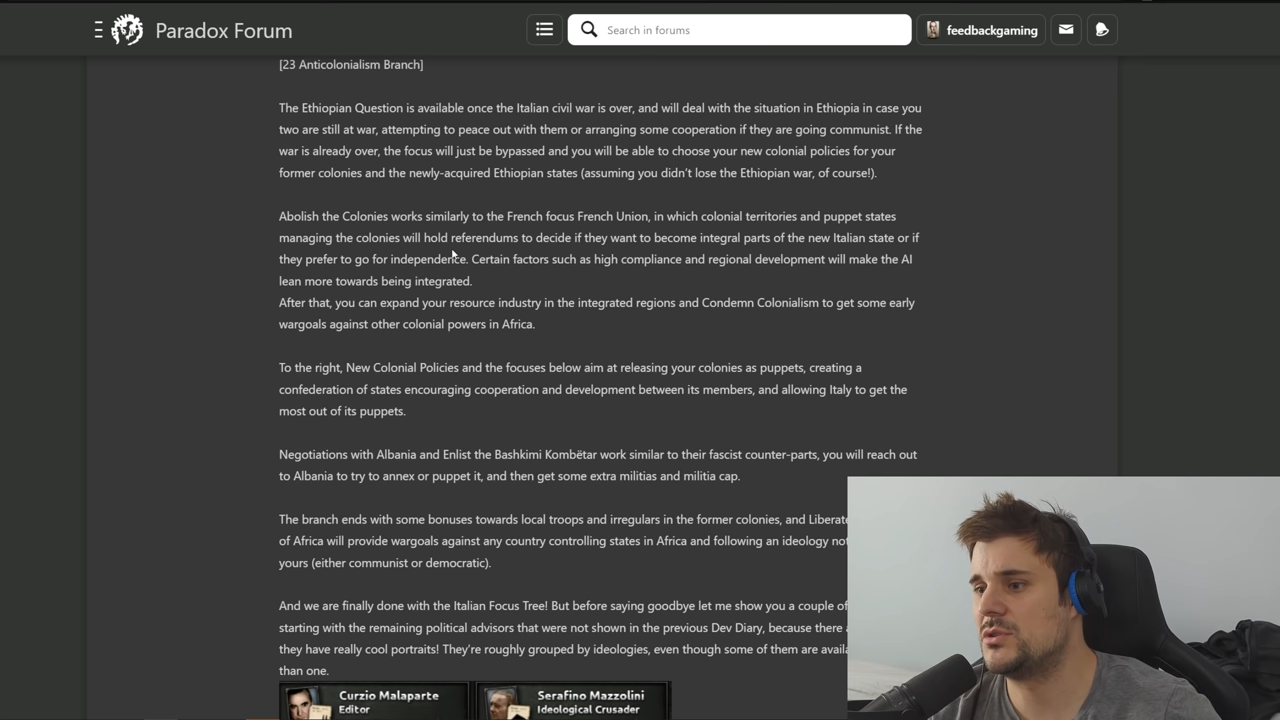 Paradox Forum
Search in forums
feedbackgaming
[23 Anticolonialism Branch]
The Ethiopian Question is available once the Italian civil war is over, and will deal with the situation in Ethiopia in case you
two are still at war, attempting to peace out with them or arranging some cooperation if they are going communist. If the
war is already over, the focus will just be bypassed and you will be able to choose your new colonial policies for your
former colonies and the newly-acquired Ethiopian states (assuming you didn't lose the Ethiopian war, of course!).
Abolish the Colonies works similarly to the French focus French Union, in which colonial territories and puppet states
managing the colonies will hold referendums to decide if they want to become integral parts of the new Italian state or if
they prefer to go for independence. Certain factors such as high compliance and regional development will make the AI
lean more towards being integrated.
After that, you can expand your resource industry in the integrated regions and Condemn Colonialism to get some early
wargoals against other colonial powers in Africa.
To the right, New Colonial Policies and the focuses below aim at releasing your colonies as puppets, creating a
confederation of states encouraging cooperation and development between its members, and allowing Italy to get the
most out of its puppets.
Negotiations with Albania and Enlist the Bashkimi Kombëtar work similar to their fascist counter-parts, you will reach out
to Albania to try to annex or puppet it, and then get some extra militias and militia cap.
The branch ends with some bonuses towards local troops and irregulars in the former colonies, and Liberate
of Africa will provide wargoals against any country controlling states in Africa and following an ideology not
yours (either communist or democratic).
And we are finally done with the Italian Focus Tree! But before saying goodbye let me show you a couple of
starting with the remaining political advisors that were not shown in the previous Dev Diary, because there
they have really cool portraits! They're roughly grouped by ideologies, even though some of them are
than one.
Curzio Malaparte
Editor
Serafino Mazzolini
Ideological Crusader